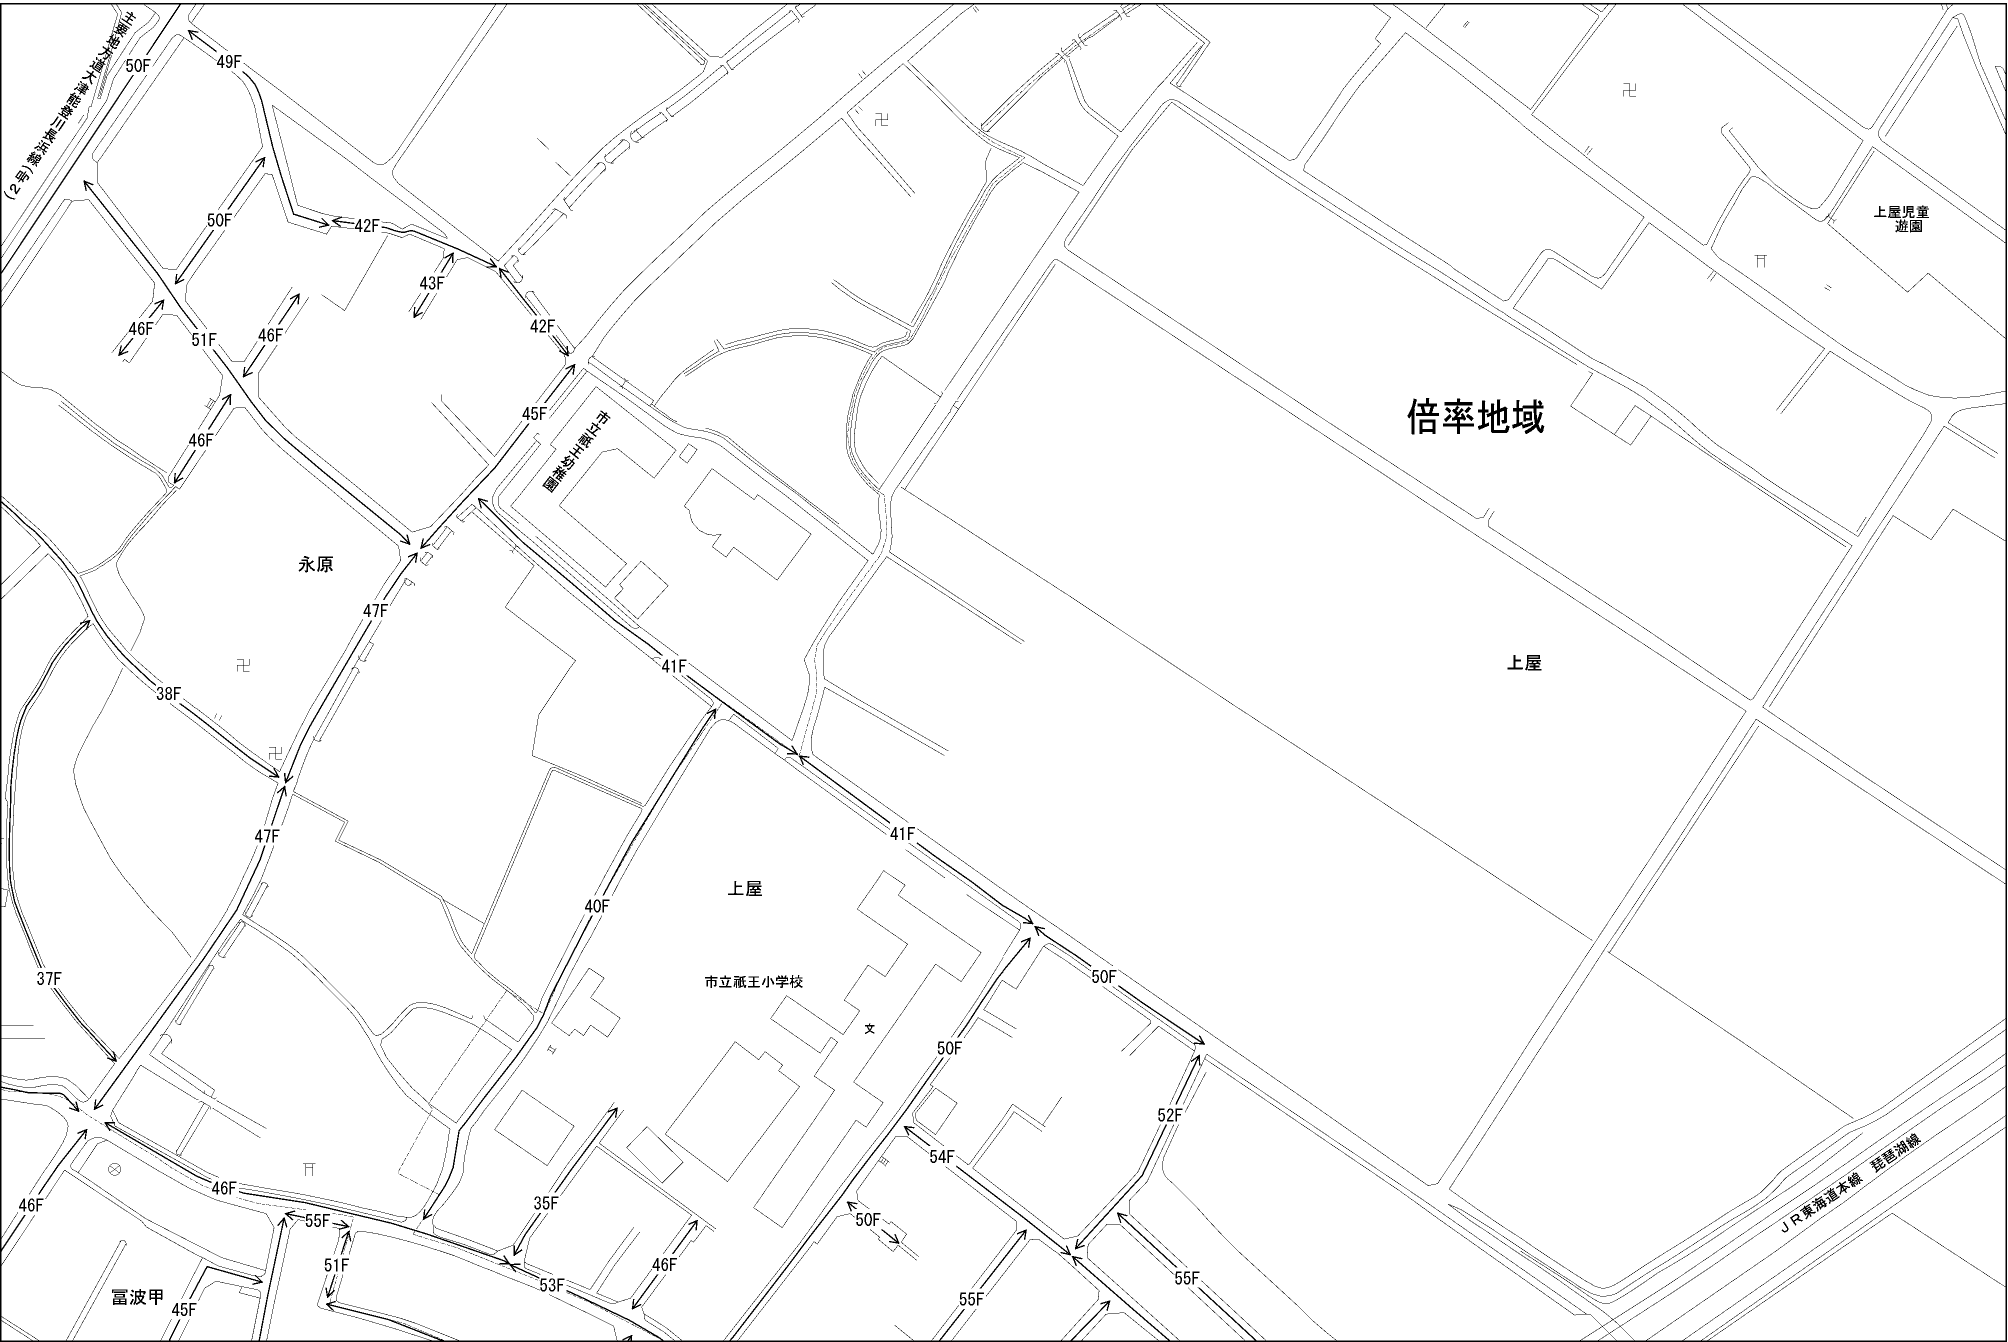 主要地方道大津能登川長浜線(2号)
50F
49F
50F
42F
43F
42F
46F
51F
46F
45F
46F
市立祇王幼稚園
上屋児童
遊園
倍率地域
永原
47F
38F
41F
上屋
47F
41F
上屋
40F
37F
市立祇王小学校
文
50F
50F
52F
54F
46F
46F
55F
35F
50F
51F
46F
53F
55F
55F
冨波甲
45F
JR東海道本線 琵琶湖線